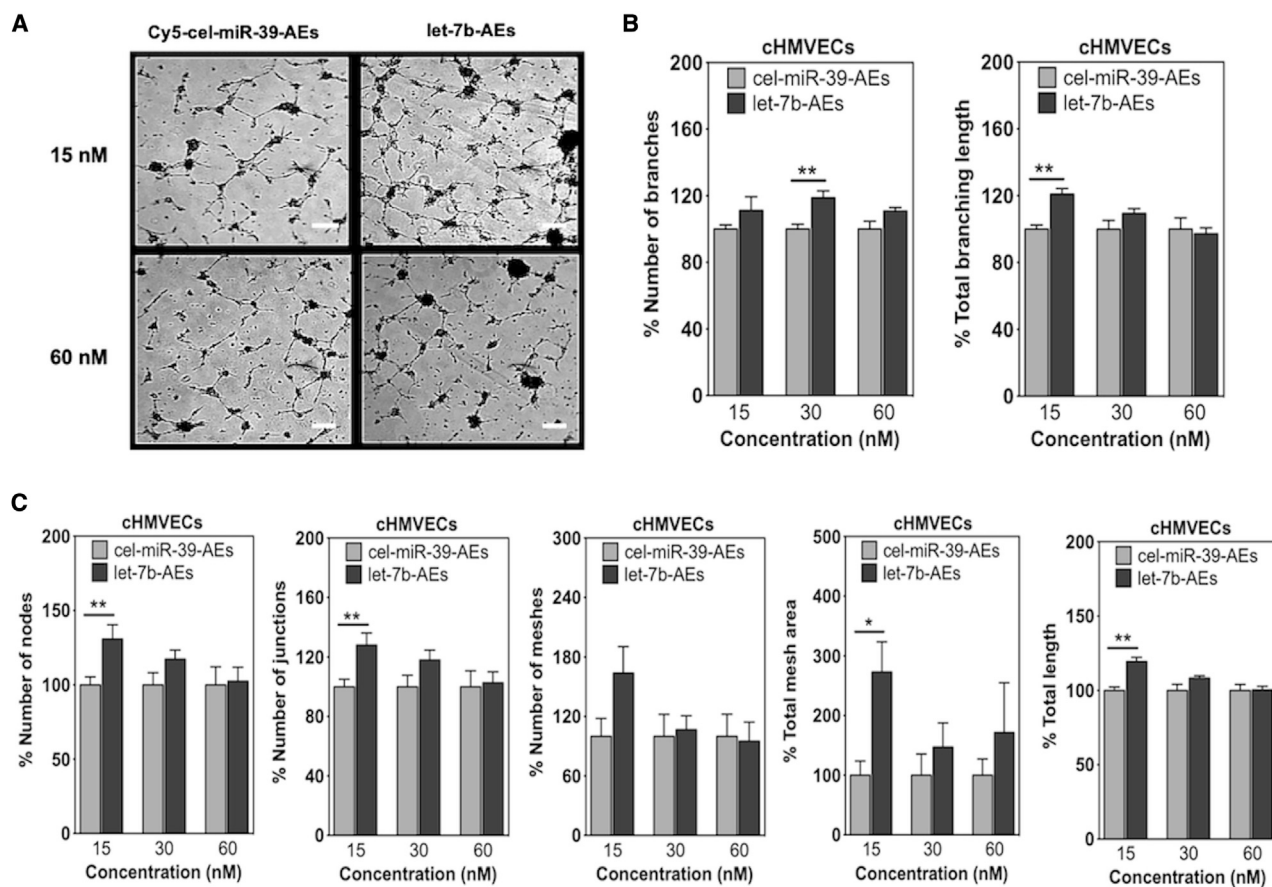 A
Cy5-cel-miR-39-AEs
let-7b-AEs
15 nM
60 nM
B
cHMVECs
% Number of branches
200
160
120
80
40
0
cel-miR-39-AEs
let-7b-AEs
**
15 30 60
Concentration (nM)
cHMVECs
% Total branching length
200
160
120
80
40
0
cel-miR-39-AEs
let-7b-AEs
**
15 30 60
Concentration (nM)
C
cHMVECs
% Number of nodes
200
150
100
50
0
cel-miR-39-AEs
let-7b-AEs
**
15 30 60
Concentration (nM)
cHMVECs
% Number of junctions
200
160
120
80
40
0
cel-miR-39-AEs
let-7b-AEs
**
15 30 60
Concentration (nM)
cHMVECs
% Number of meshes
300
240
180
120
60
0
cel-miR-39-AEs
let-7b-AEs
15 30 60
Concentration (nM)
cHMVECs
% Total mesh area
500
400
300
200
100
0
cel-miR-39-AEs
let-7b-AEs
*
15 30 60
Concentration (nM)
cHMVECs
% Total length
200
150
100
50
0
cel-miR-39-AEs
let-7b-AEs
**
15 30 60
Concentration (nM)